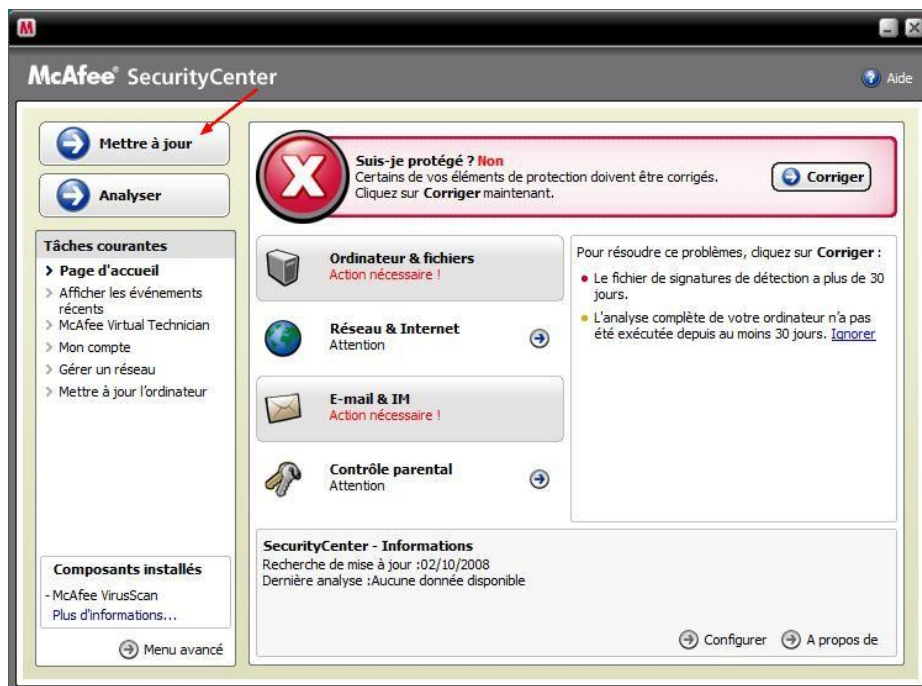 M
McAfee® SecurityCenter
Aide
Mettre à jour
Analyser
Tâches courantes
Page d'accueil
Afficher les événements
récents
McAfee Virtual Technician
Mon compte
Gérer un réseau
Mettre à jour l'ordinateur
Composants installés
- McAfee VirusScan
Plus d'informations...
Menu avancé
Suis-je protégé ? Non
Certains de vos éléments de protection doivent être corrigés.
Cliquez sur Corriger maintenant.
Corriger
Ordinateur & fichiers
Action nécessaire !
Réseau & Internet
Attention
E-mail & IM
Action nécessaire !
Contrôle parental
Attention
Pour résoudre ce problèmes, cliquez sur Corriger :
Le fichier de signatures de détection a plus de 30
jours.
L'analyse complète de votre ordinateur n'a pas
été exécutée depuis au moins 30 jours. Ignorer
SecurityCenter - Informations
Recherche de mise à jour :02/10/2008
Dernière analyse :Aucune donnée disponible
Configurer
A propos de